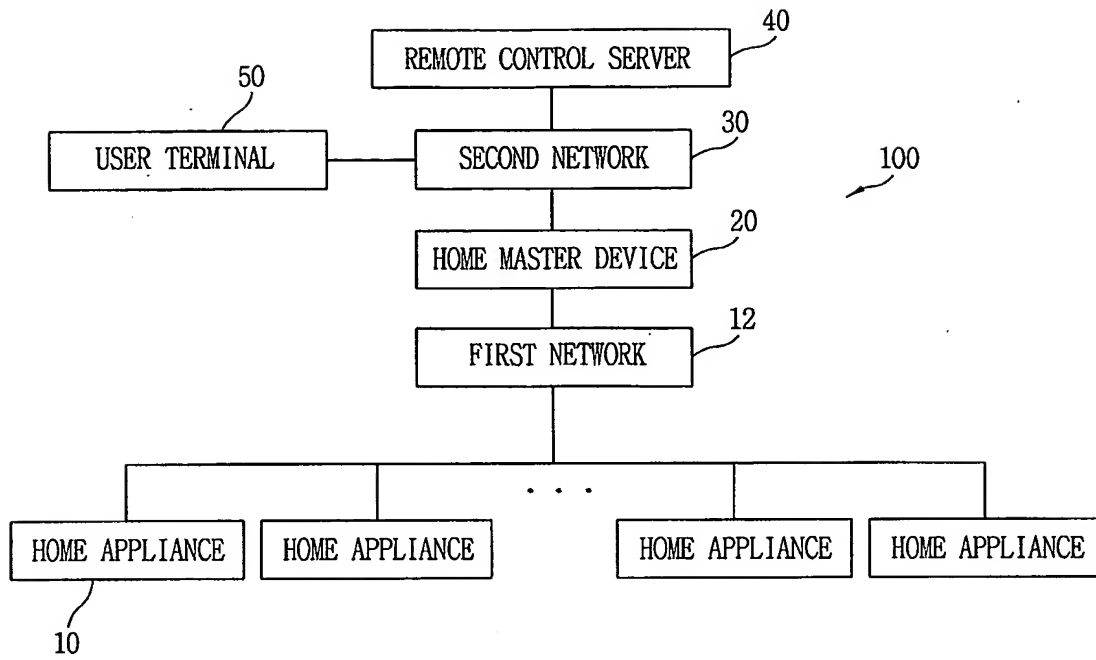 40
REMOTE CONTROL SERVER
50
30
USER TERMINAL
SECOND NETWORK
100
20
HOME MASTER DEVICE
12
FIRST NETWORK
. . .
HOME APPLIANCE
HOME APPLIANCE
HOME APPLIANCE
HOME APPLIANCE
10